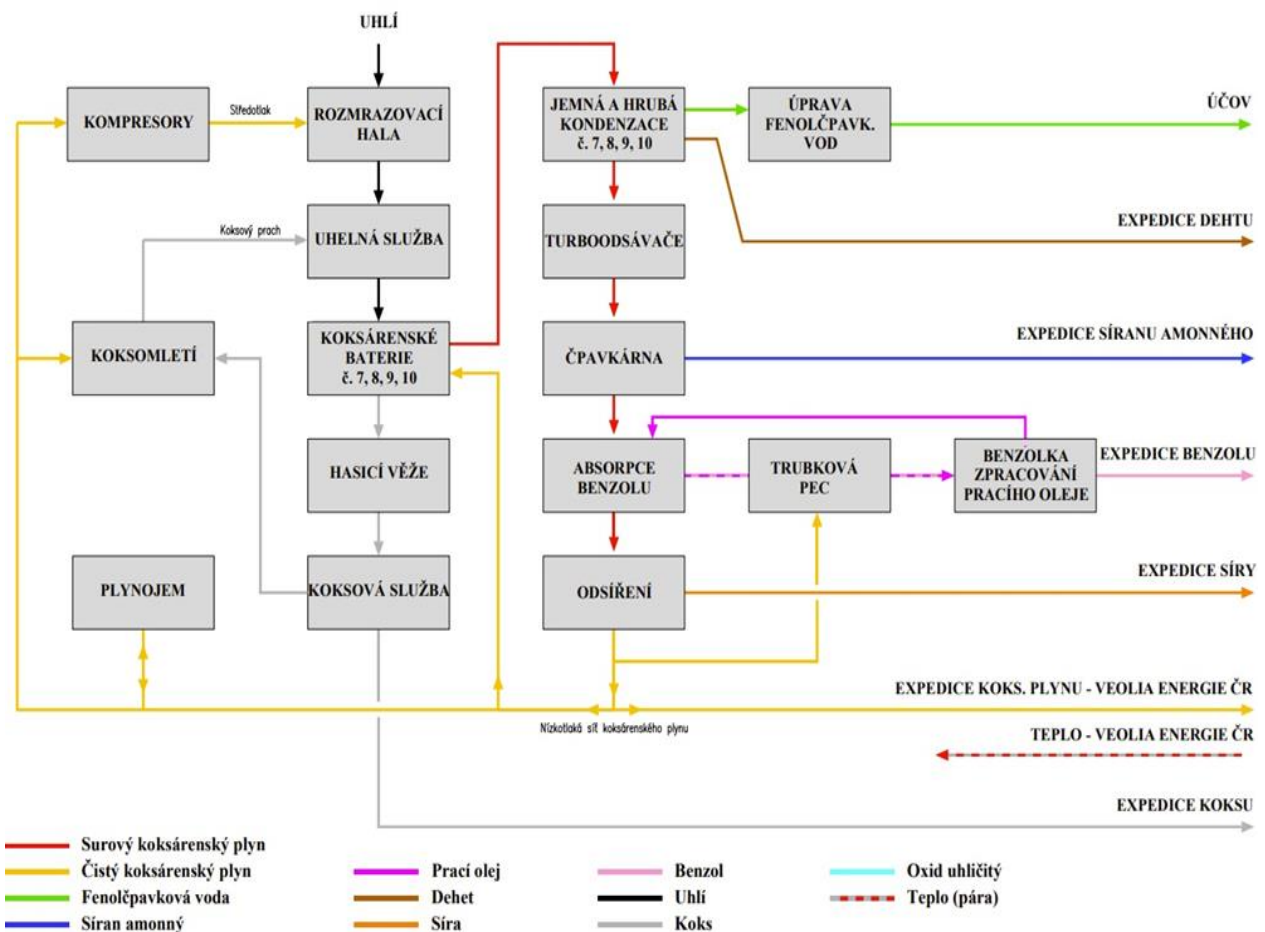 UHLÍ
KOMPRESORY
Středotlak
ROZMRAZOVACÍ
HALA
JEMNÁ A HRUBÁ
KONDENZACE
č. 7, 8, 9, 10
ÚPRAVA
FENOLČPAVK.
VOD
ÚČOV
Koksový prach
UHELNÁ SLUŽBA
TURBOODSÁVAČE
EXPEDICE DEHTU
KOKSOMLETÍ
KOKSÁRENSKÉ
BATERIE
č. 7, 8, 9, 10
ČPAVKÁRNA
EXPEDICE SÍRANU AMONNÉHO
HASICÍ VĚŽE
ABSORPCE
BENZOLU
TRUBKOVÁ
PEC
BENZOLKA
ZPRACOVÁNÍ
PRACÍHO OLEJE
EXPEDICE BENZOLU
PLYNOJEM
KOKSOVÁ SLUŽBA
ODSÍŘENÍ
EXPEDICE SÍRY
EXPEDICE KOKS. PLYNU - VEOLIA ENERGIE ČR
Nízkotlaká síť koksárenského plynu
TEPLO - VEOLIA ENERGIE ČR
EXPEDICE KOKSU
Surový koksárenský plyn
Čistý koksárenský plyn
Fenolčpavková voda
Síran amonný
Prací olej
Dehet
Síra
Benzol
Uhlí
Koks
Oxid uhličitý
Teplo (pára)